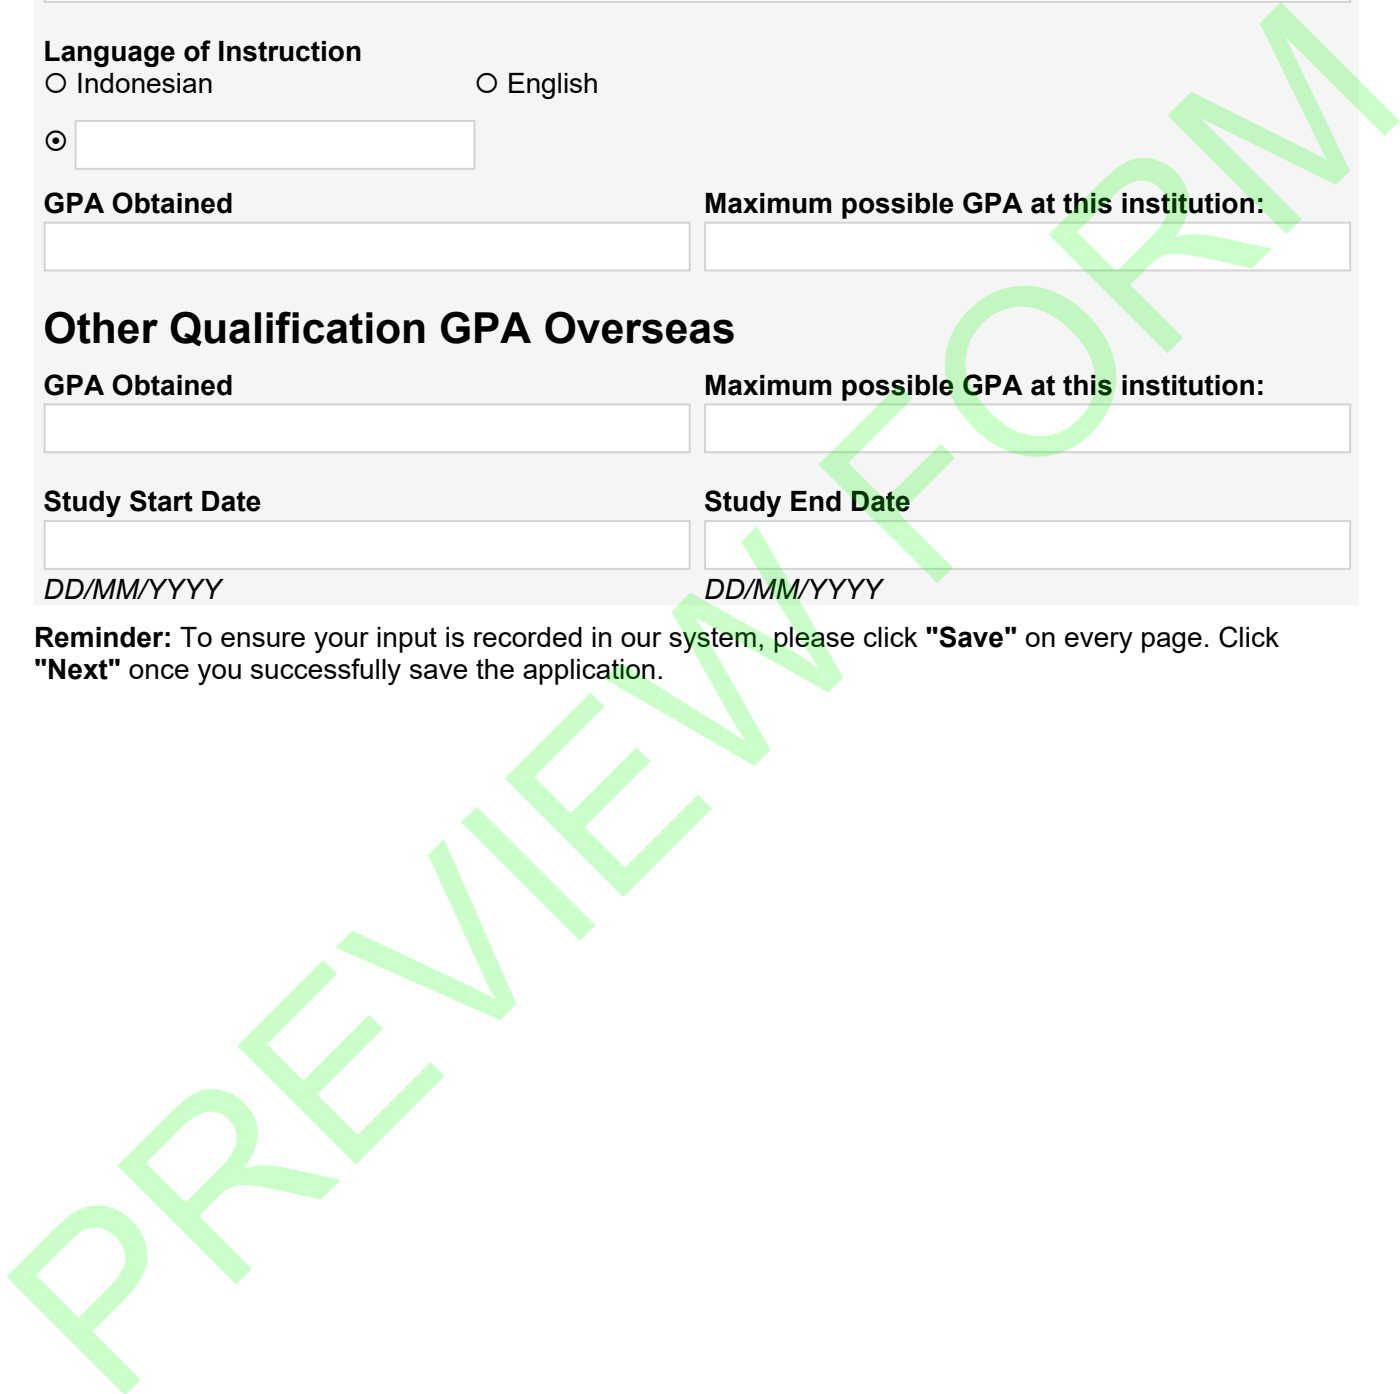 Language of Instruction
Indonesian English
GPA Obtained Maximum possible GPA at this institution:
Other Qualification GPA Overseas
GPA Obtained Maximum possible GPA at this institution:
Study Start Date Study End Date
DD/MM/YYYY DD/MM/YYYY
Reminder: To ensure your input is recorded in our system, please click "Save" on every page. Click
"Next" once you successfully save the application.
PREVIEW FORM